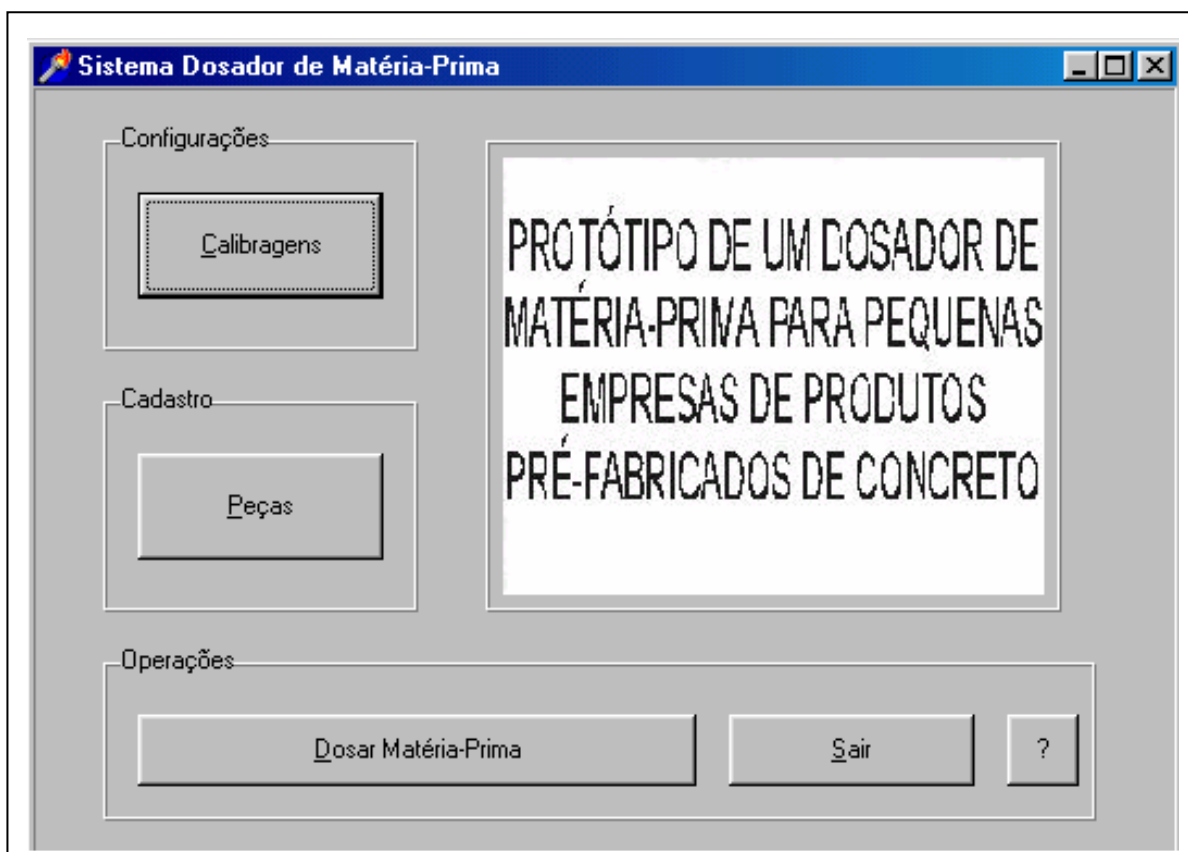 Sistema Dosador de Matéria-Prima
Configurações
Calibragens
PROTÓTIPO DE UM DOSADOR DE
MATÉRIA-PRIMA PARA PEQUENAS
EMPRESAS DE PRODUTOS
PRÉ-FABRICADOS DE CONCRETO
Cadastro
Peças
Operações
Dosar Matéria-Prima
Sair
?